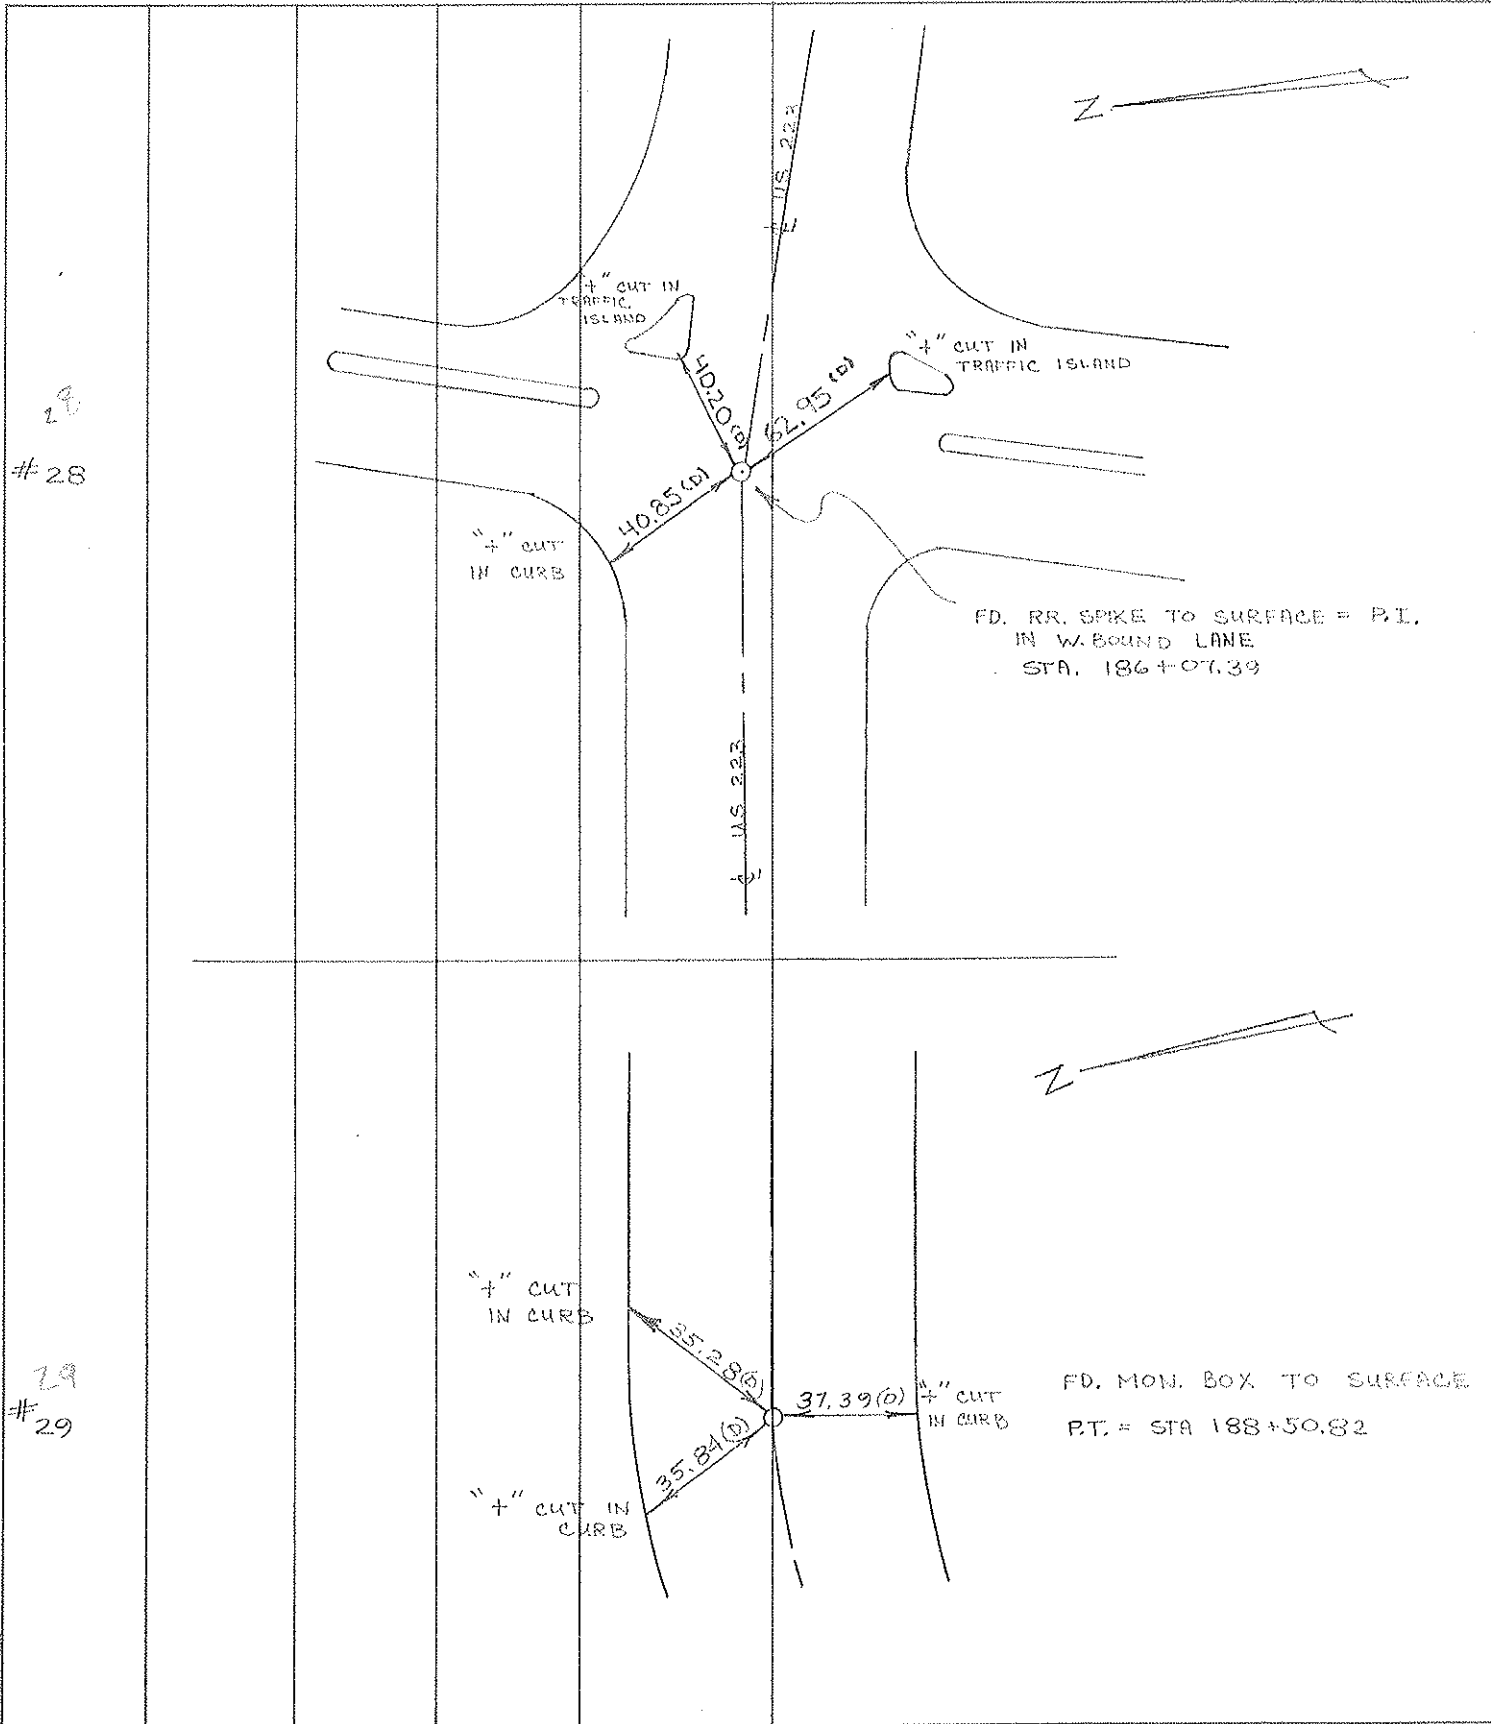 US 223
℄
N
"+" CUT IN
TRAFFIC
ISLAND
"+" CUT IN
TRAFFIC ISLAND
40.20 (D)
62.95 (D)
28
#28
40.85 (D)
"+" CUT
IN CURB
FD. RR. SPIKE TO SURFACE = P.I.
IN W. BOUND LANE
STA. 186+07.39
US 223
℄
N
"+" CUT
IN CURB
35.28 (D)
29
#29
37.39 (D)
"+" CUT
IN CURB
FD. MON. BOX TO SURFACE
P.T. = STA 188+50.82
35.84 (D)
"+" CUT IN
CURB